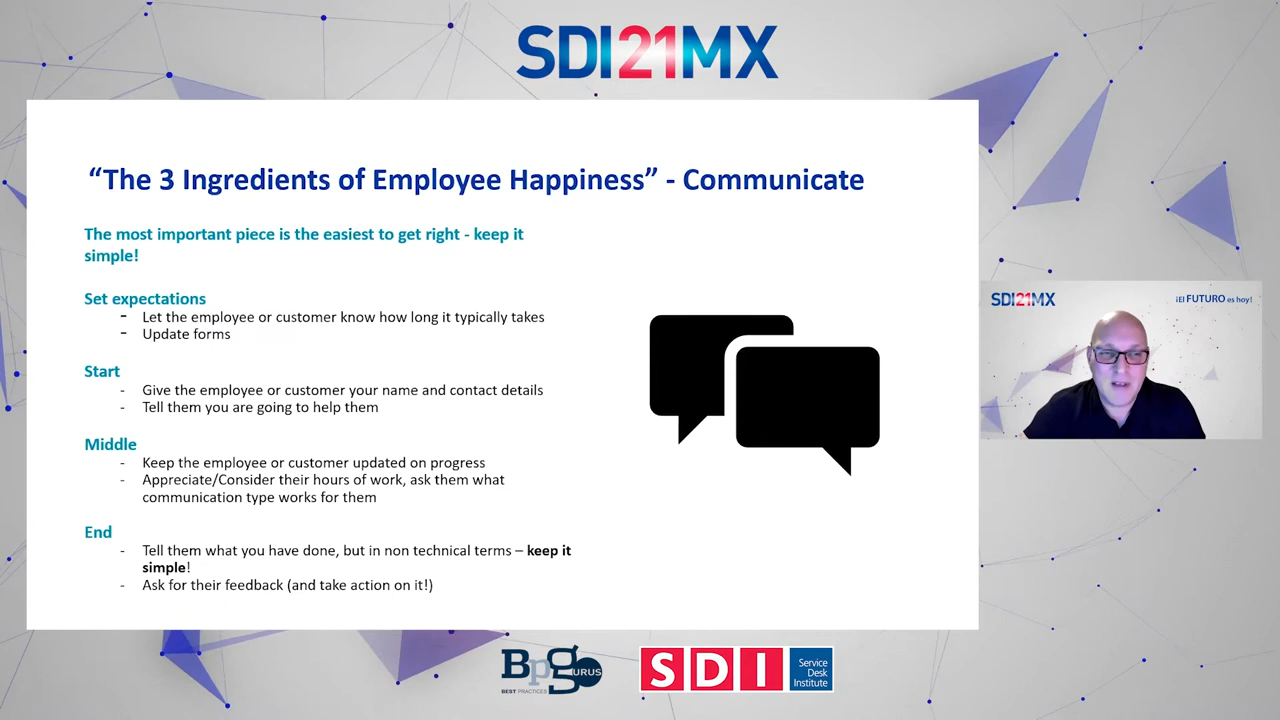 SDI21MX
“The 3 Ingredients of Employee Happiness” - Communicate
The most important piece is the easiest to get right - keep it
simple!
Set expectations
- Let the employee or customer know how long it typically takes
- Update forms
Start
- Give the employee or customer your name and contact details
- Tell them you are going to help them
Middle
- Keep the employee or customer updated on progress
- Appreciate/Consider their hours of work, ask them what
communication type works for them
End
- Tell them what you have done, but in non technical terms – keep it
simple!
- Ask for their feedback (and take action on it!)
SDI21MX
¡El FUTURO es hoy!
BpGURUS
BEST PRACTICES
SDI
Service
Desk
Institute